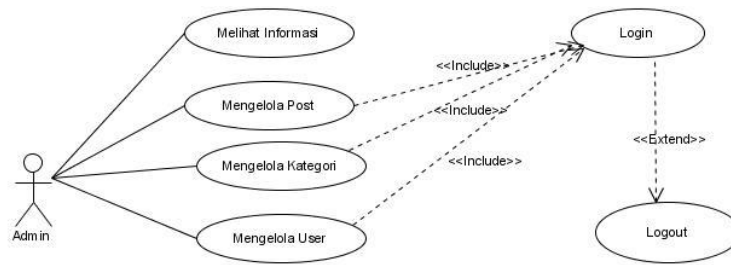 Melihat Informasi
Login
<<Include>>
Mengelola Post
<<Include>>
<<Extend>>
Mengelola Kategori
<<Include>>
Admin
Mengelola User
Logout